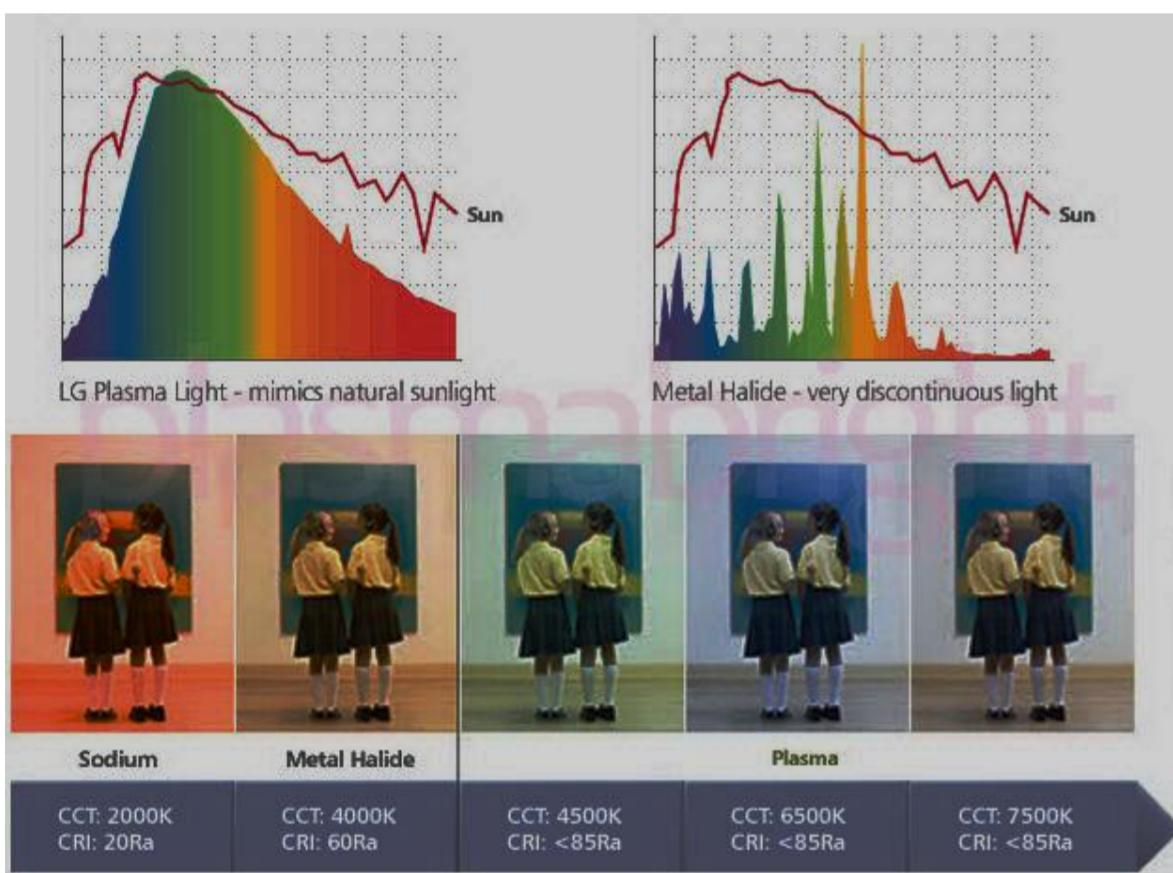 Sun
Sun
LG Plasma Light - mimics natural sunlight
Metal Halide - very discontinuous light
plasmabright
Sodium
Metal Halide
Plasma
CCT: 2000K
CRI: 20Ra
CCT: 4000K
CRI: 60Ra
CCT: 4500K
CRI: <85Ra
CCT: 6500K
CRI: <85Ra
CCT: 7500K
CRI: <85Ra